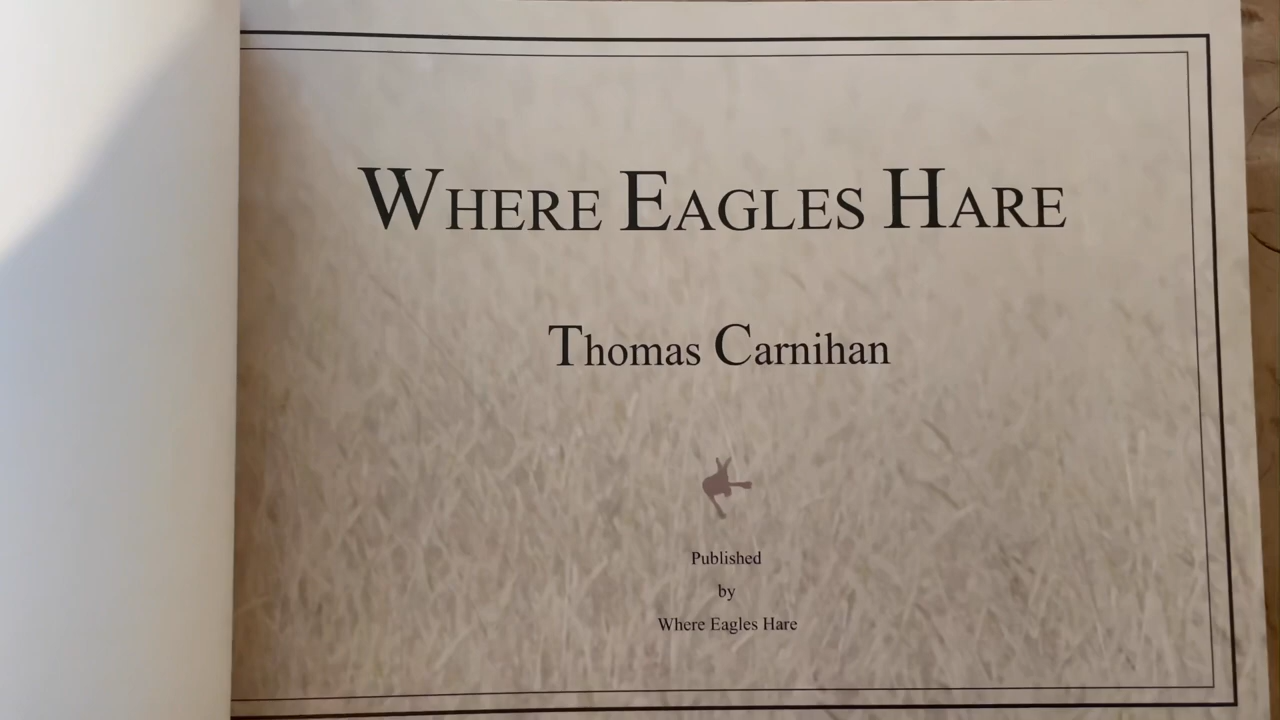 WHERE EAGLES HARE
Thomas Carnihan
Published
by
Where Eagles Hare